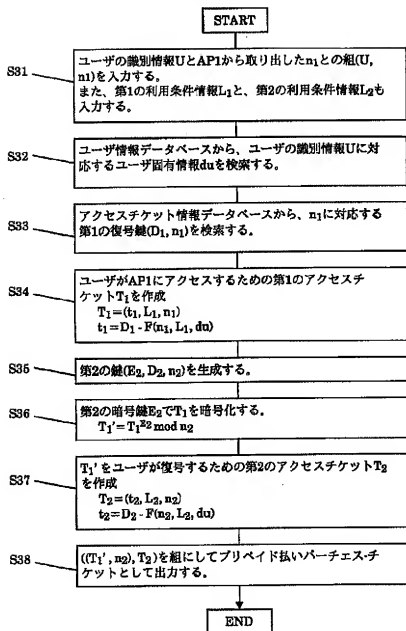 START
S31
ユーザの識別情報UとAP1から取り出したn₁との組(U,
n1)を入力する。
また、第1の利用条件情報L₁と、第2の利用条件情報L₂も
入力する。
S32
ユーザ情報データベースから、ユーザの識別情報Uに対
応するユーザ固有情報duを検索する。
S33
アクセスチケット情報データベースから、n₁に対応する
第1の復号鍵(D₁, n₁)を検索する。
S34
ユーザがAP1にアクセスするための第1のアクセスチ
ケットT₁を作成
T₁=(t₁, L₁, n₁)
t₁=D₁ - F(n₁, L₁, du)
S35
第2の鍵(E₂, D₂, n₂)を生成する。
S36
第2の暗号鍵E₂でT₁を暗号化する。
T₁'=T₁^E₂ mod n₂
S37
T₁'をユーザが復号するための第2のアクセスチケットT₂
を作成
T₂=(t₂, L₂, n₂)
t₂=D₂ - F(n₂, L₂, du)
S38
((T₁', n₂), T₂)を組にしてプリペイド払いパーチェス・チ
ケットとして出力する。
END